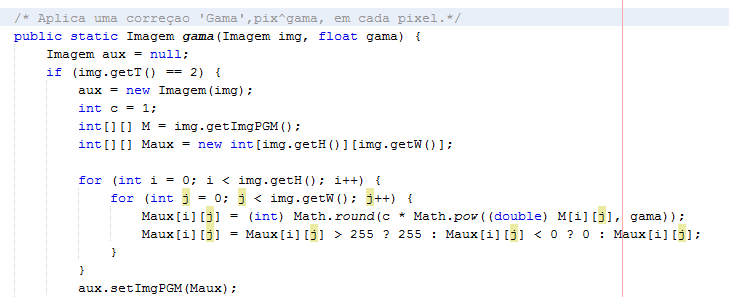 /* Aplica uma correçao 'Gama',pix^gama, em cada pixel.*/
public static Imagem gama(Imagem img, float gama) {
Imagem aux = null;
if (img.getT() == 2) {
aux = new Imagem(img);
int c = 1;
int[][] M = img.getImgPGM();
int[][] Maux = new int[img.getH()][img.getW()];
for (int i = 0; i < img.getH(); i++) {
for (int j = 0; j < img.getW(); j++) {
Maux[i][j] = (int) Math.round(c * Math.pow((double) M[i][j], gama));
Maux[i][j] = Maux[i][j] > 255 ? 255 : Maux[i][j] < 0 ? 0 : Maux[i][j];
}
}
aux.setImgPGM(Maux);